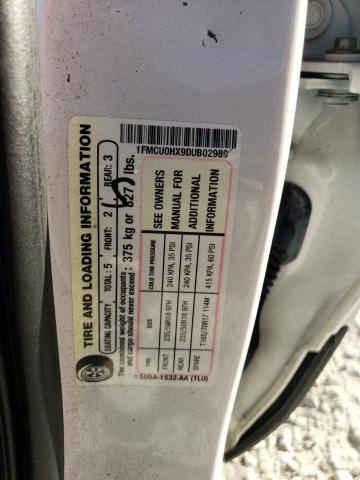 1FMCU0HX9DUB02989
TIRE AND LOADING INFORMATION
SEATING CAPACITY TOTAL: 5 FRONT: 2 REAR: 3
The combined weight of occupants
and cargo should never exceed: 375 kg or 827 lbs.
TIRE SIZE COLD TIRE PRESSURE
FRONT 235/50R18 97H 240 KPA, 35 PSI
REAR 235/50R18 97H 240 KPA, 35 PSI
SPARE T165/70R17 114M 415 KPA, 60 PSI
SEE OWNERS
MANUAL FOR
ADDITIONAL
INFORMATION
5U5A-1532-AA (TLU)